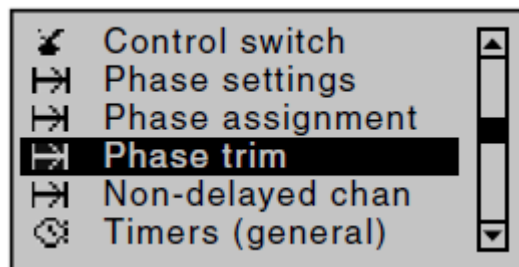 Control switch
Phase settings
Phase assignment
Phase trim
Non-delayed chan
Timers (general)